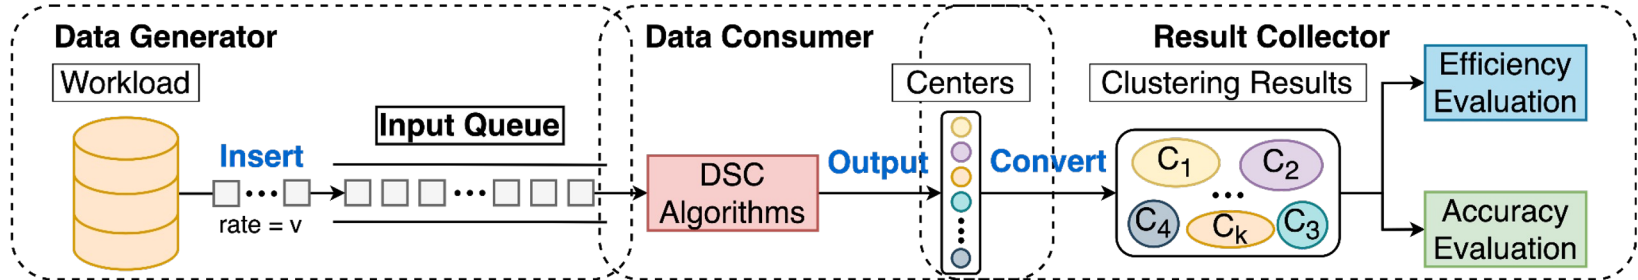 Data Generator
Workload
Insert
rate = v
Input Queue
Data Consumer
DSC
Algorithms
Output
Centers
Convert
Result Collector
Clustering Results
C1
C2
...
C4
Ck
C3
Efficiency
Evaluation
Accuracy
Evaluation